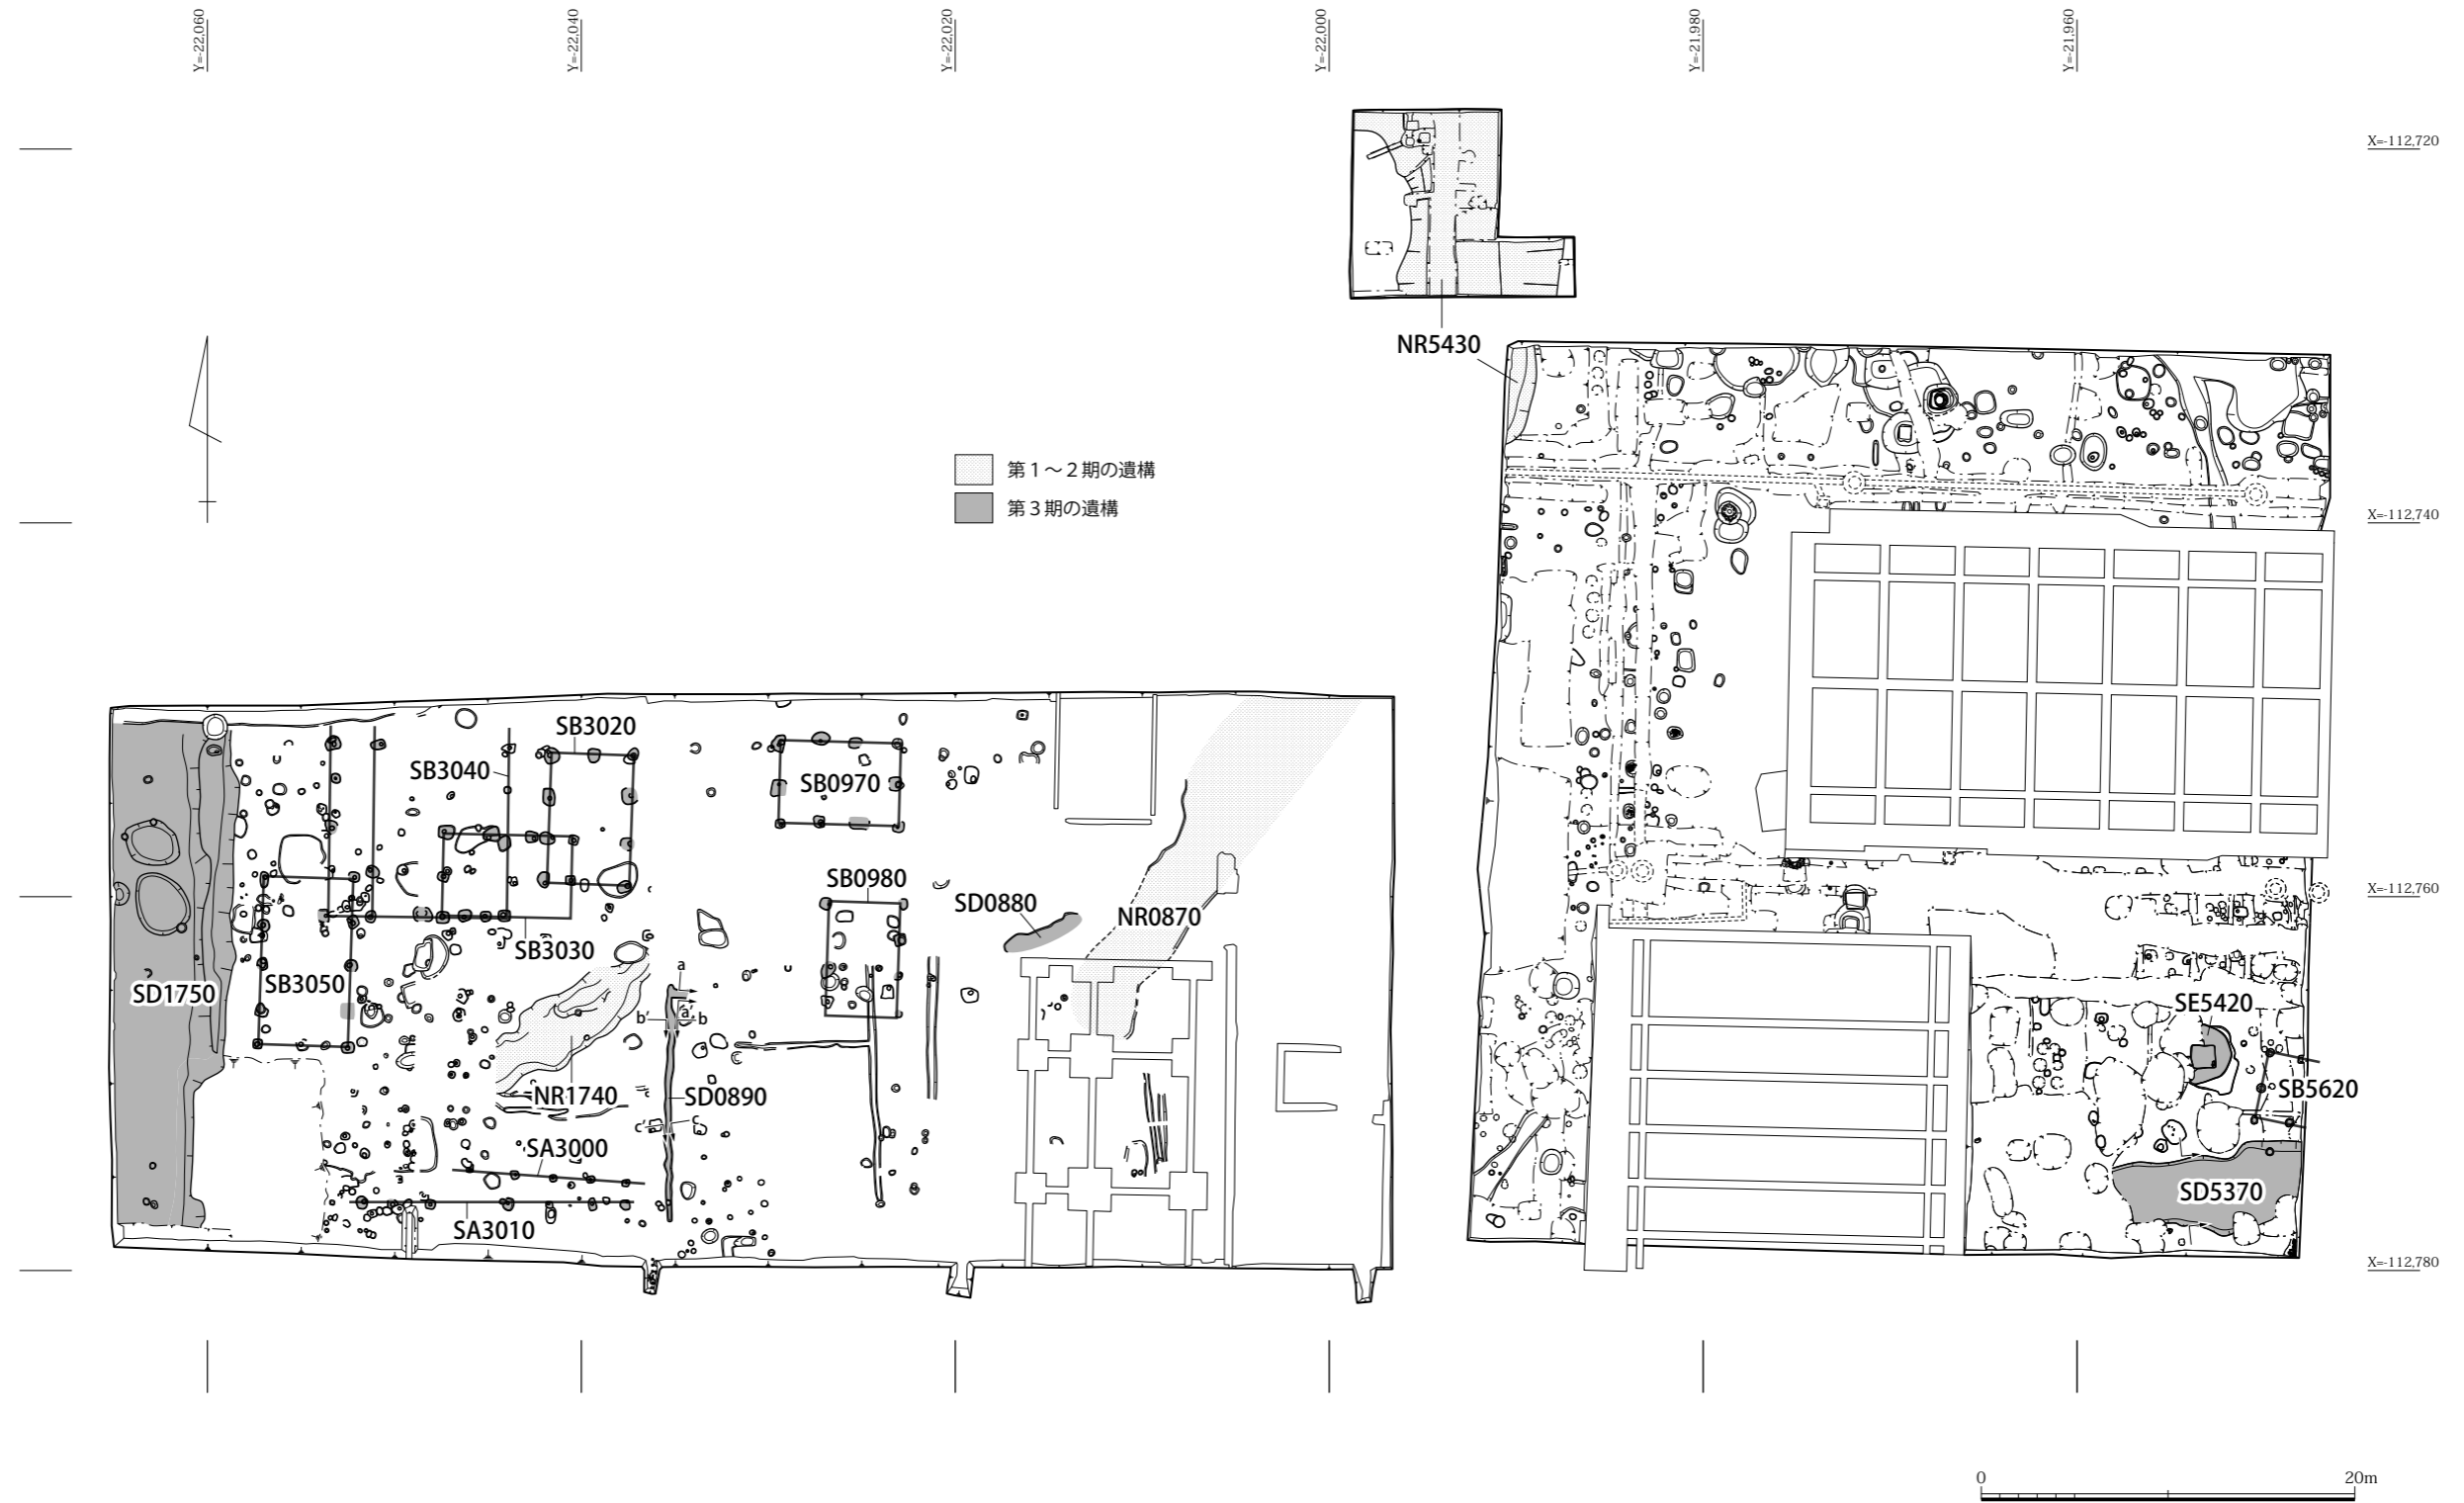 Y=-22,060
Y=-22,040
Y=-22,020
Y=-22,000
Y=-21,980
Y=-21,960
X=-112,720
NR5430
第1～2期の遺構
第3期の遺構
X=-112,740
SB3020
SB3040
SB0970
SB0980
X=-112,760
SD0880
NR0870
SB3030
SB3050
SD1750
a
a'
b'
b
SE5420
NR1740
SD0890
SB5620
c'
c
SA3000
SD5370
SA3010
X=-112,780
0
20m